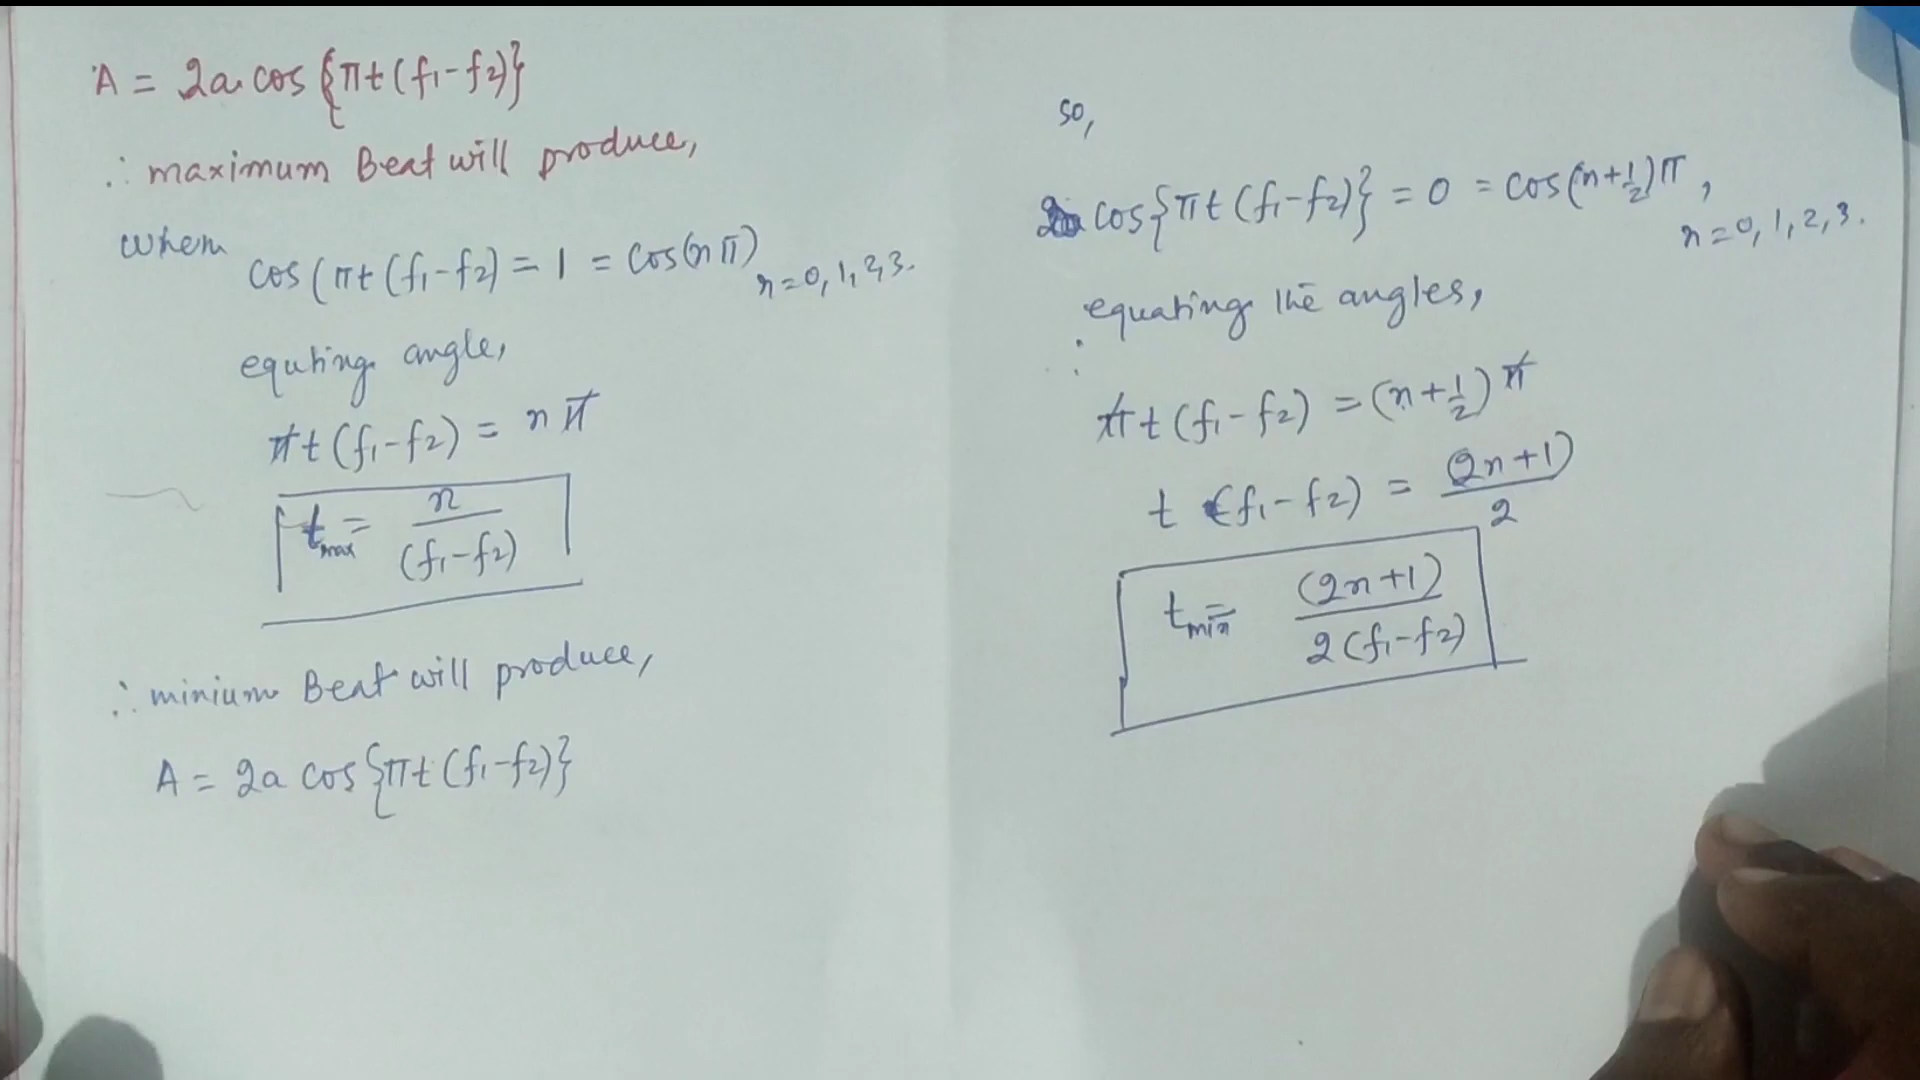 A = 2a cos {πt(f₁-f₂)}
∴ maximum Beat will produce,
when
cos(πt(f₁-f₂) = 1 = cos(nπ) n=0,1,2,3.
equting angle,
πt(f₁-f₂) = nπ
t_max = n/(f₁-f₂)
∴ minium Beat will produce,
A = 2a cos{πt(f₁-f₂)}
so,
cos{πt(f₁-f₂)} = 0 = cos(n+1/2)π, n=0,1,2,3.
∴ equating the angles,
πt(f₁-f₂) = (n+1/2)π
t (f₁-f₂) = (2n+1)/2
t_min = (2n+1)/2(f₁-f₂)